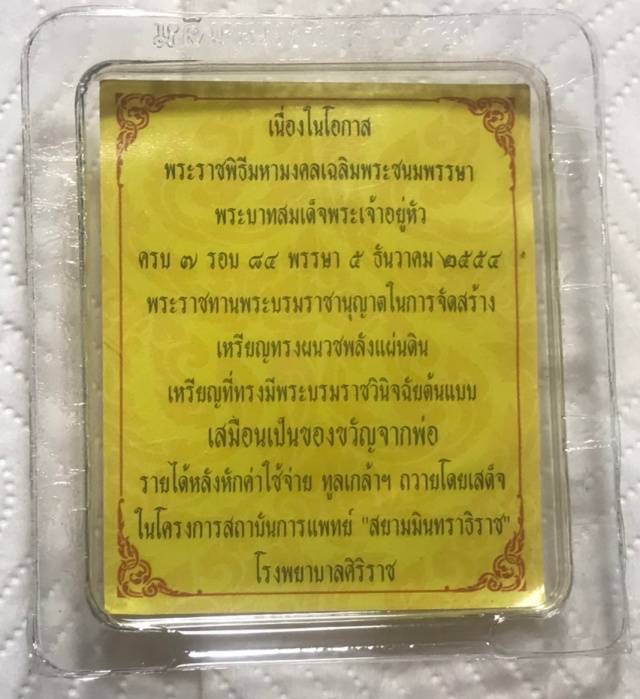 เนื่องในโอกาส
พระราชพิธีมหามงคลเฉลิมพระชนมพรรษา
พระบาทสมเด็จพระเจ้าอยู่หัว
ครบ ๗ รอบ ๘๔ พรรษา ๕ ธันวาคม ๒๕๕๔
พระราชทานพระบรมราชานุญาตในการจัดสร้าง
เหรียญทรงผนวชพลังแผ่นดิน
เหรียญที่ทรงมีพระบรมราชวินิจฉัยต้นแบบ
เสมือนเป็นของขวัญจากพ่อ
รายได้หลังหักค่าใช้จ่าย ทูลเกล้าฯ ถวายโดยเสด็จ
ในโครงการสถาบันการแพทย์ "สยามมินทราธิราช"
โรงพยาบาลศิริราช